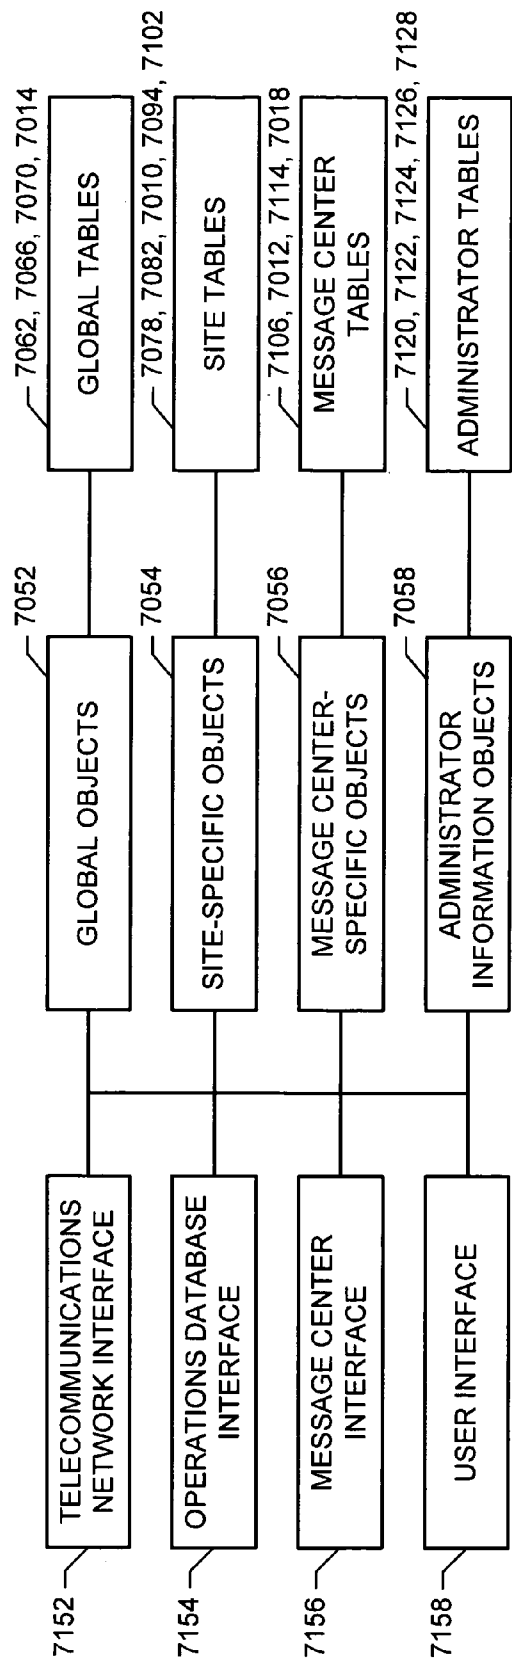 7152
TELECOMMUNICATIONS
NETWORK INTERFACE
7052
GLOBAL OBJECTS
7062, 7066, 7070, 7014
GLOBAL TABLES
7154
OPERATIONS DATABASE
INTERFACE
7054
SITE-SPECIFIC OBJECTS
7078, 7082, 7010, 7094, 7102
SITE TABLES
7156
MESSAGE CENTER
INTERFACE
7056
MESSAGE CENTER-
SPECIFIC OBJECTS
7106, 7012, 7114, 7018
MESSAGE CENTER
TABLES
7158
USER INTERFACE
7058
ADMINISTRATOR
INFORMATION OBJECTS
7120, 7122, 7124, 7126, 7128
ADMINISTRATOR TABLES